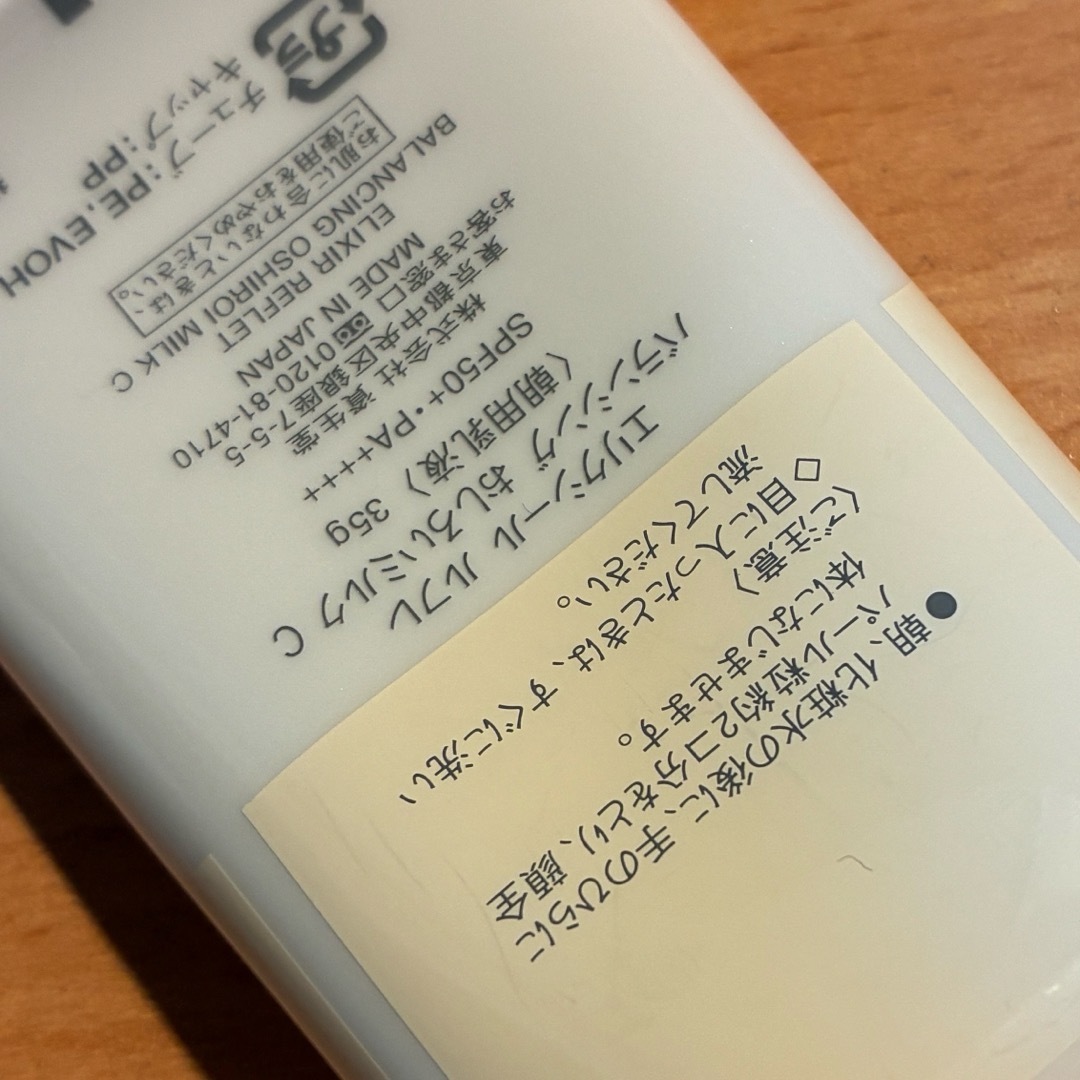 ●朝、化粧水の後に、手のひらに
パール粒約2コ分をとり、顔全
体になじませます。
〈ご注意〉
◇目に入ったときは、すぐに洗い
流してください。
エリクシール ルフレ
バランシング おしろいミルク C
〈朝用乳液〉 35g
SPF50+・PA++++
株式会社 資生堂
東京都中央区銀座7-5-5
お客さま窓口 0120-81-4710
MADE IN JAPAN
ELIXIR REFLET
BALANCING OSHIROI MILK C
お肌に合わないときは、
ご使用をおやめください。
チューブ:PE, EVOH
キャップ:PP
プラ